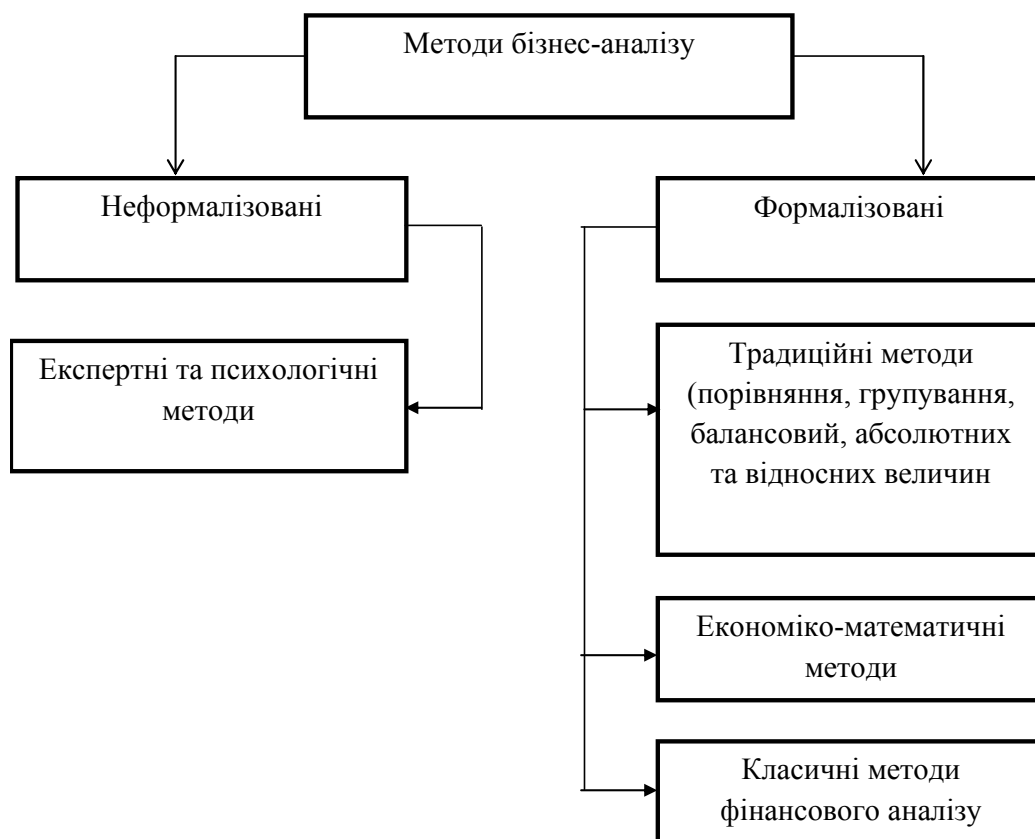 Методи бізнес-аналізу
Неформалізовані
Формалізовані
Експертні та психологічні
методи
Традиційні методи
(порівняння, групування,
балансовий, абсолютних
та відносних величин
Економіко-математичні
методи
Класичні методи
фінансового аналізу